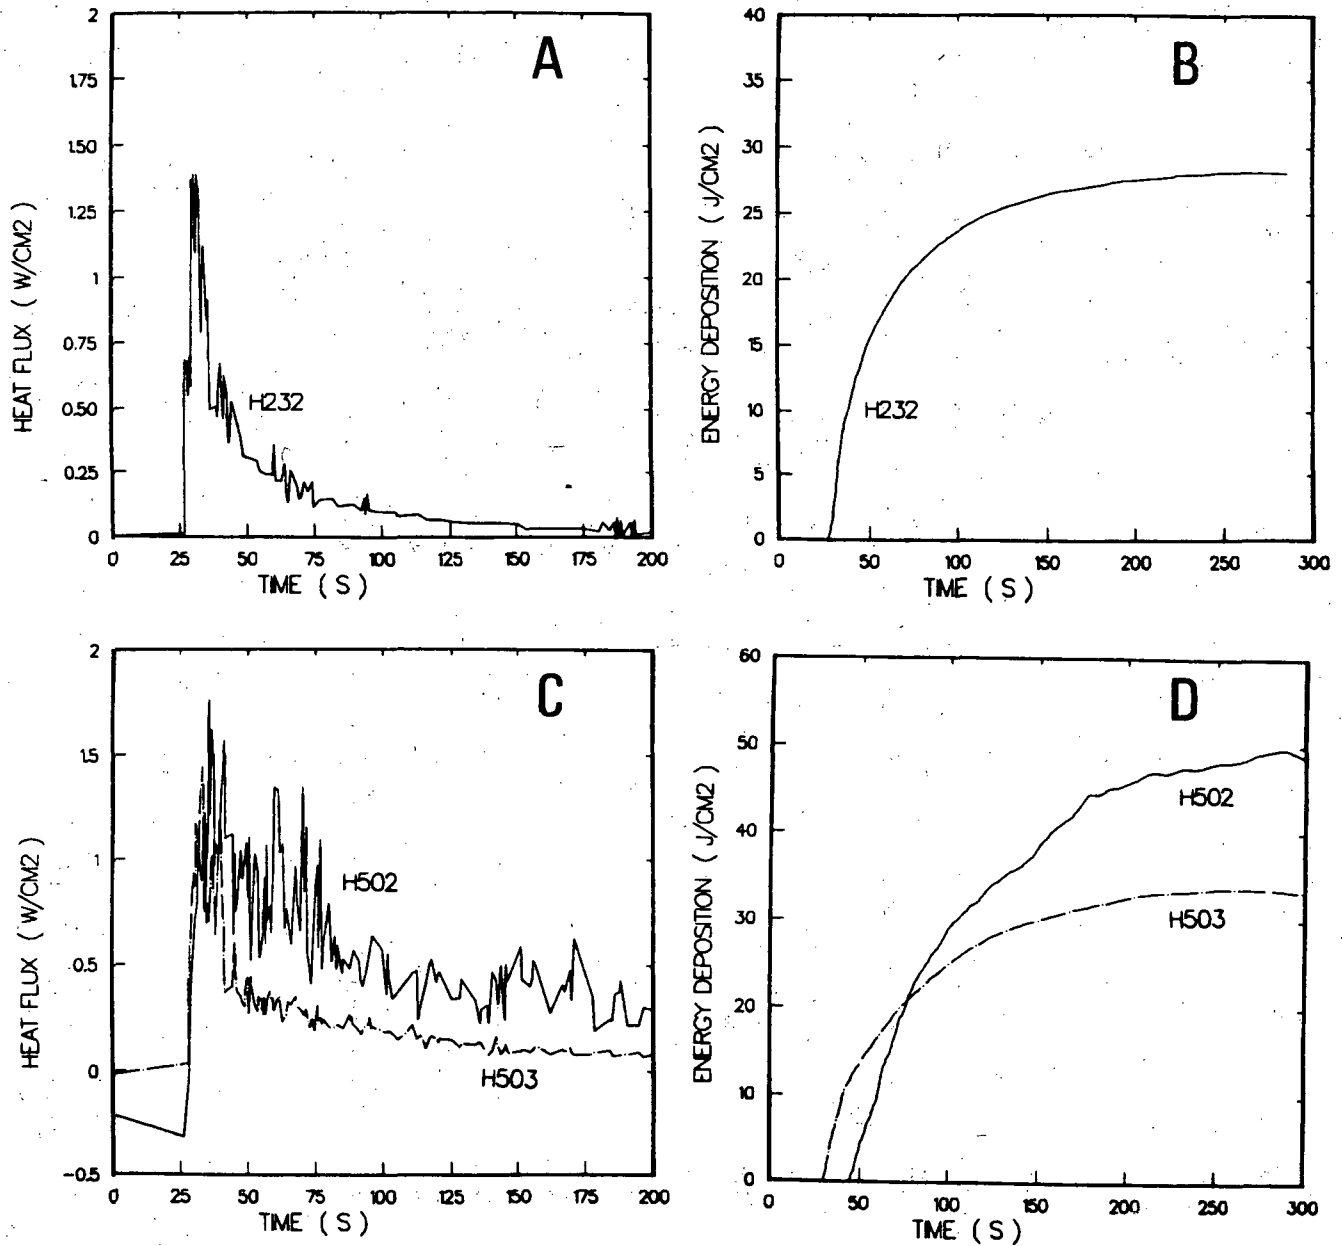 A
2
1.75
1.50
1.25
1
0.75
0.50
0.25
0
HEAT FLUX ( W/CM2)
H232
0 25 50 75 100 125 150 175 200
TIME ( S )
B
40
35
30
25
20
15
10
5
0
ENERGY DEPOSITION ( J/CM2 )
H232
0 50 100 150 200 250 300
TIME ( S )
C
2
1.5
1
0.5
0
-0.5
HEAT FLUX ( W/CM2 )
H502
H503
0 25 50 75 100 125 150 175 200
TIME ( S )
D
60
50
40
30
20
10
0
ENERGY DEPOSITION ( J/CM2 )
H502
H503
0 50 100 150 200 250 300
TIME ( S )